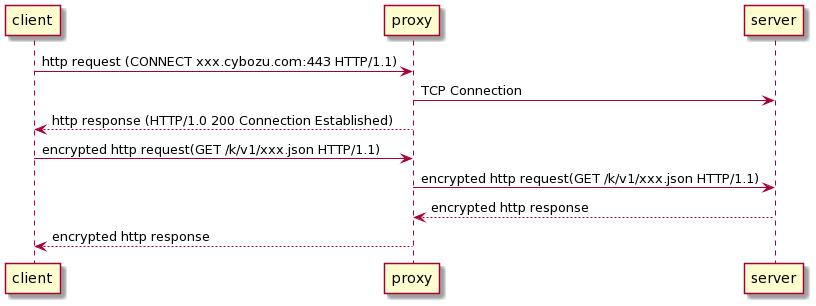 client
proxy
server
http request (CONNECT xxx.cybozu.com:443 HTTP/1.1)
TCP Connection
http response (HTTP/1.0 200 Connection Established)
encrypted http request(GET /k/v1/xxx.json HTTP/1.1)
encrypted http request(GET /k/v1/xxx.json HTTP/1.1)
encrypted http response
encrypted http response
client
proxy
server